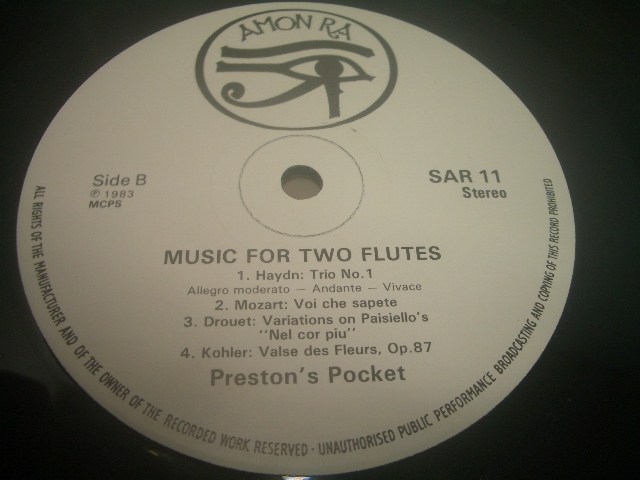 AMON RA
Side B
℗ 1983
MCPS
SAR 11
Stereo
MUSIC FOR TWO FLUTES
1. Haydn: Trio No.1
Allegro moderato — Andante — Vivace
2. Mozart: Voi che sapete
3. Drouet: Variations on Paisiello's
"Nel cor piu"
4. Kohler: Valse des Fleurs, Op.87
Preston's Pocket
ALL RIGHTS OF THE MANUFACTURER AND OF THE OWNER OF THE RECORDED WORK RESERVED · UNAUTHORISED PUBLIC PERFORMANCE BROADCASTING AND COPYING OF THIS RECORD PROHIBITED